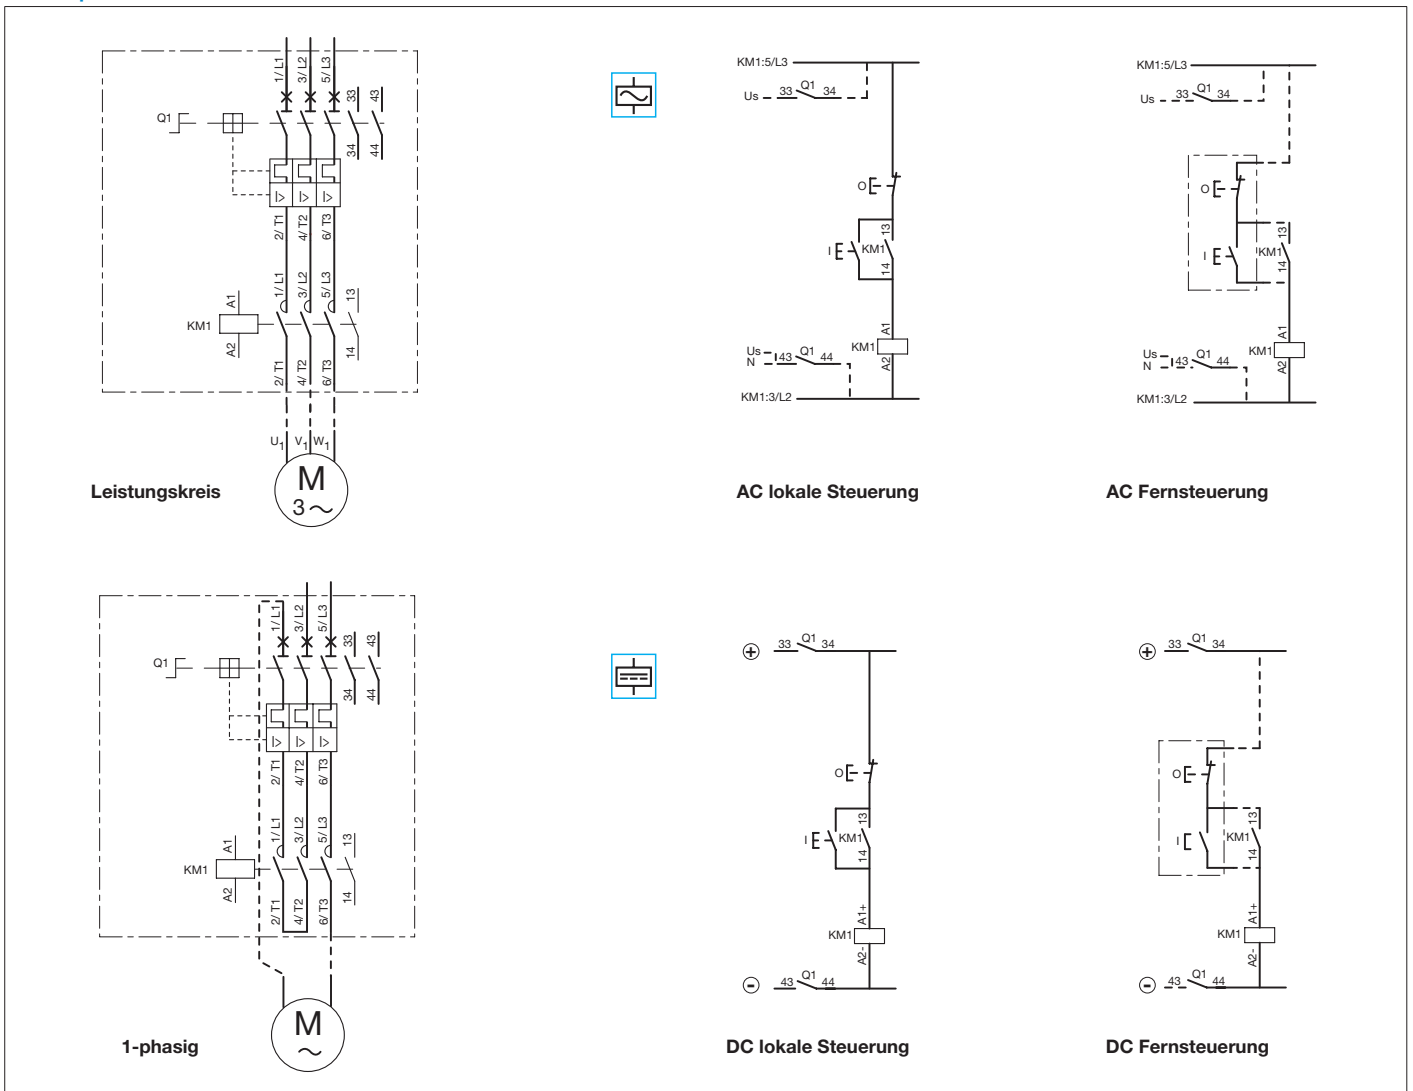 1/ L1
3/ L2
5/ L3
33
43
Q1
34
44
I>
I>
I>
2/ T1
4/ T2
6/ T3
1/ L1
3/ L2
5/ L3
13
A1
KM1
A2
14
2/ T1
4/ T2
6/ T3
U1
V1
W1
M
3
Leistungskreis
KM1:5/L3
Us
33
Q1
34
O
I
KM1
13
14
A1
KM1
A2
Us
N
43
Q1
44
KM1:3/L2
AC lokale Steuerung
KM1:5/L3
Us
33
Q1
34
O
I
KM1
13
14
A1
KM1
A2
Us
N
43
Q1
44
KM1:3/L2
AC Fernsteuerung
1/ L1
3/ L2
5/ L3
33
43
Q1
34
44
I>
I>
I>
2/ T1
4/ T2
6/ T3
1/ L1
3/ L2
5/ L3
13
A1
KM1
A2
14
2/ T1
4/ T2
6/ T3
M
1-phasig
+
33
Q1
34
O
I
KM1
13
14
A1+
KM1
A2-
-
43
Q1
44
DC lokale Steuerung
+
33
Q1
34
O
I
KM1
13
14
A1+
KM1
A2-
-
43
Q1
44
DC Fernsteuerung